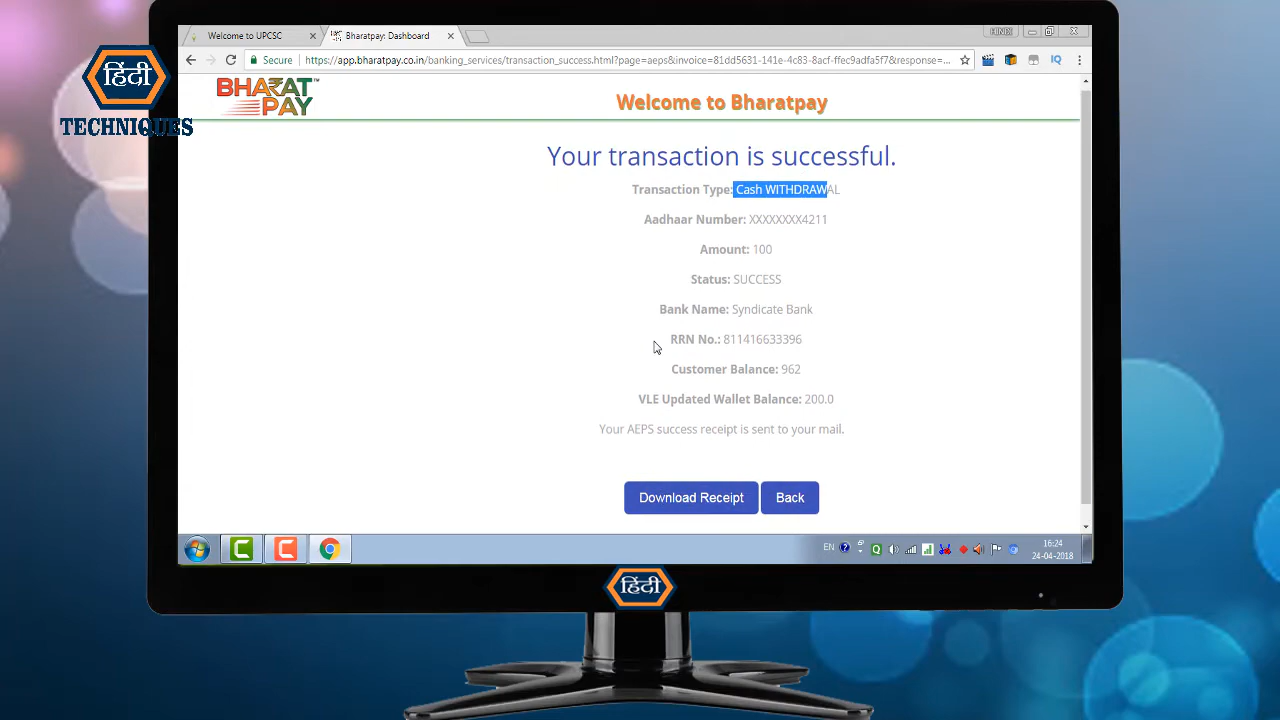 Welcome to UPCSC
Bharatpay: Dashboard
Secure
https://app.bharatpay.co.in/banking_services/transaction_success.html?page=aeps&invoice=81dd5631-141e-4c83-8acf-ffec9adfa5f7&response=...
IQ
हिंदी
TECHNIQUES
BHARAT PAY™
Welcome to Bharatpay
Your transaction is successful.
Transaction Type: Cash WITHDRAWAL
Aadhaar Number: XXXXXXXX4211
Amount: 100
Status: SUCCESS
Bank Name: Syndicate Bank
RRN No.: 811416633396
Customer Balance: 962
VLE Updated Wallet Balance: 200.0
Your AEPS success receipt is sent to your mail.
Download Receipt
Back
EN
16:24
24-04-2018
हिंदी